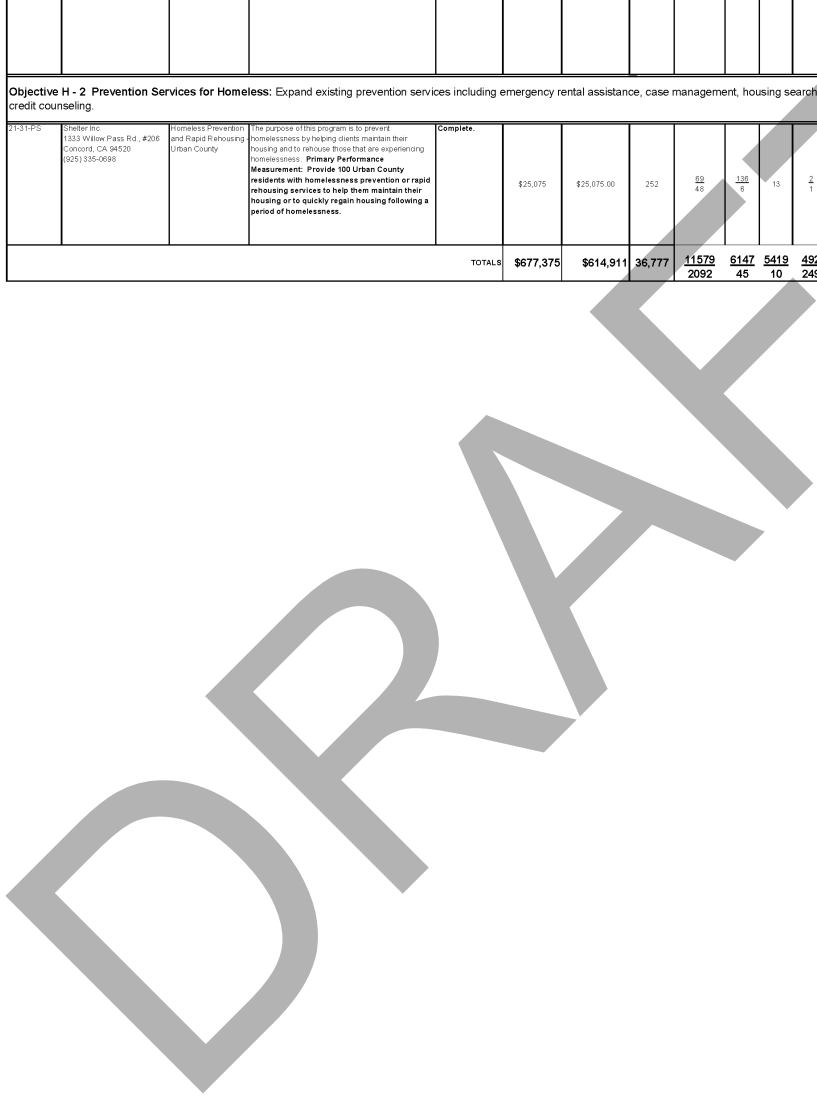 Objective H - 2 Prevention Services for Homeless: Expand existing prevention services including emergency rental assistance, case management, housing search
credit counseling.
21-31-PS
Shelter Inc.
1333 Willow Pass Rd., #206
Concord, CA 94520
(925) 335-0698
Homeless Prevention
and Rapid Rehousing -
Urban County
The purpose of this program is to prevent
homelessness by helping clients maintain their
housing and to rehouse those that are experiencing
homelessness. Primary Performance
Measurement: Provide 100 Urban County
residents with homelessness prevention or rapid
rehousing services to help them maintain their
housing or to quickly regain housing following a
period of homelessness.
Complete.
$25,075
$25,075.00
252
69
48
136
6
13
2
1
TOTALS
$677,375
$614,911
36,777
11579
2092
6147
45
5419
10
492
249
DRAFT